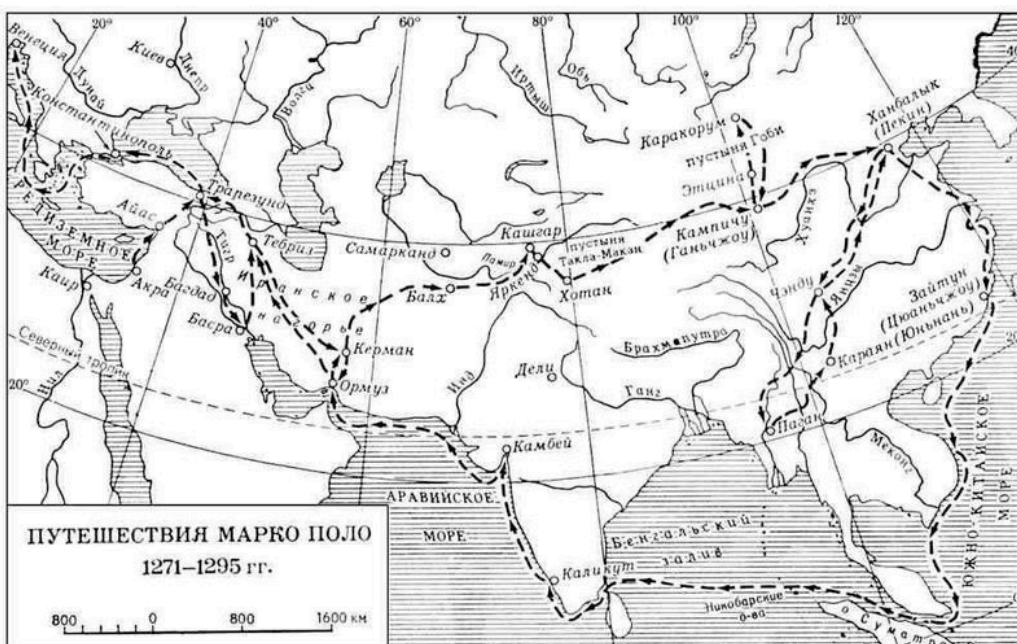 20°
40°
60°
80°
100°
120°
40
Венеция
Киев
Днепр
Дунай
Волга
Иртыш
Обь
Константинополь
Каракорум
пустыня Гоби
Этцина
Ханбалык
(Пекин)
Трапезунд
Айас
РЕДИЗЕМНОЕ
МОРЕ
Тигр
Тебриз
Самарканд
Кашгар
Памир
пустыня
Такла-Макан
Кампичу
(Ганьчжоу)
Хуанхэ
Каир
Акра
Багдад
ИРАНСКОЕ
нагорье
Балх
Яркенд
Хотан
Чэнду
Янцзы
Зайтун
(Цюаньчжоу)
Басра
Керман
Брахмапутра
Караян (Юньнань)
Северный тропик
20°
Нил
Ормуз
Инд
Дели
Ганг
Паган
20
Камбей
Меконг
АРАВИЙСКОЕ
МОРЕ
Бенгальский
залив
ЮЖНО-КИТАЙСКОЕ
МОРЕ
Каликут
Никобарские
о-ва
о. Суматра
0
ПУТЕШЕСТВИЯ МАРКО ПОЛО
1271–1295 гг.
800 0 800 1600 км